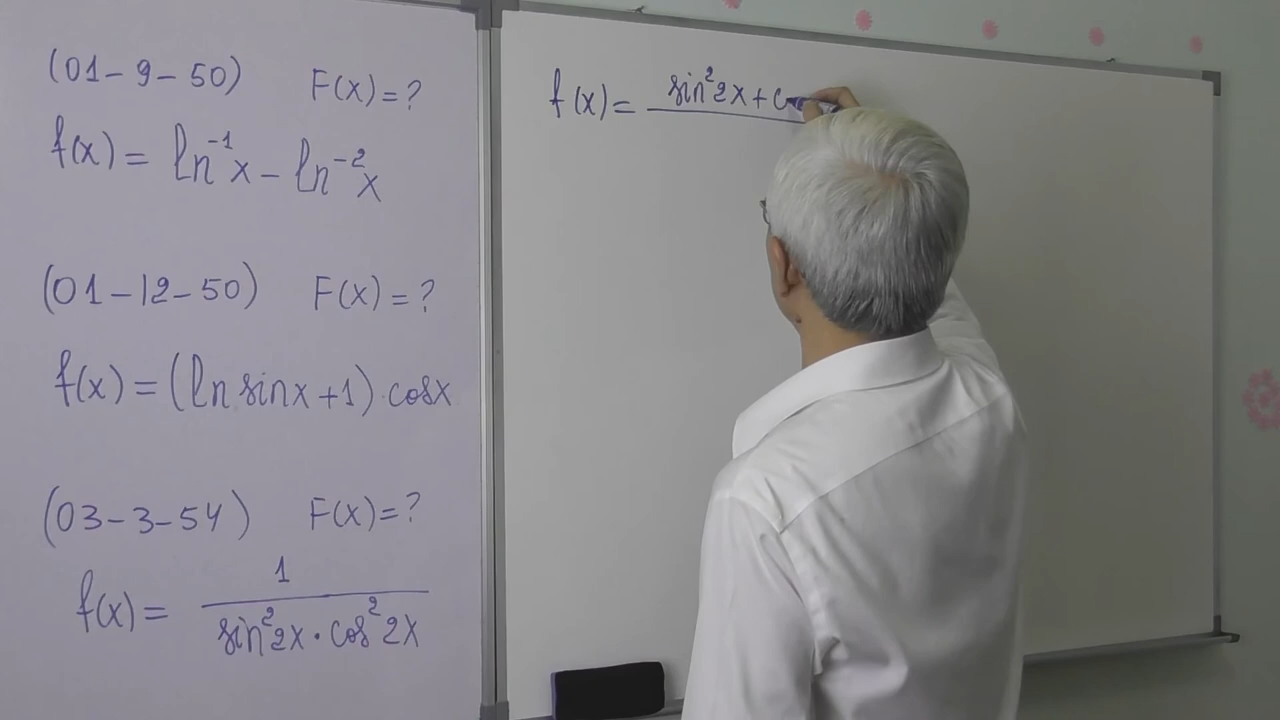 (01-9-50) F(x)=?
f(x) = ln⁻¹x - ln⁻²x
(01-12-50) F(x)=?
f(x) = (ln sinx+1)·cosx
(03-3-54) F(x)=?
1
f(x) =
sin²2x·cos²2x
f(x) = sin²2x+c